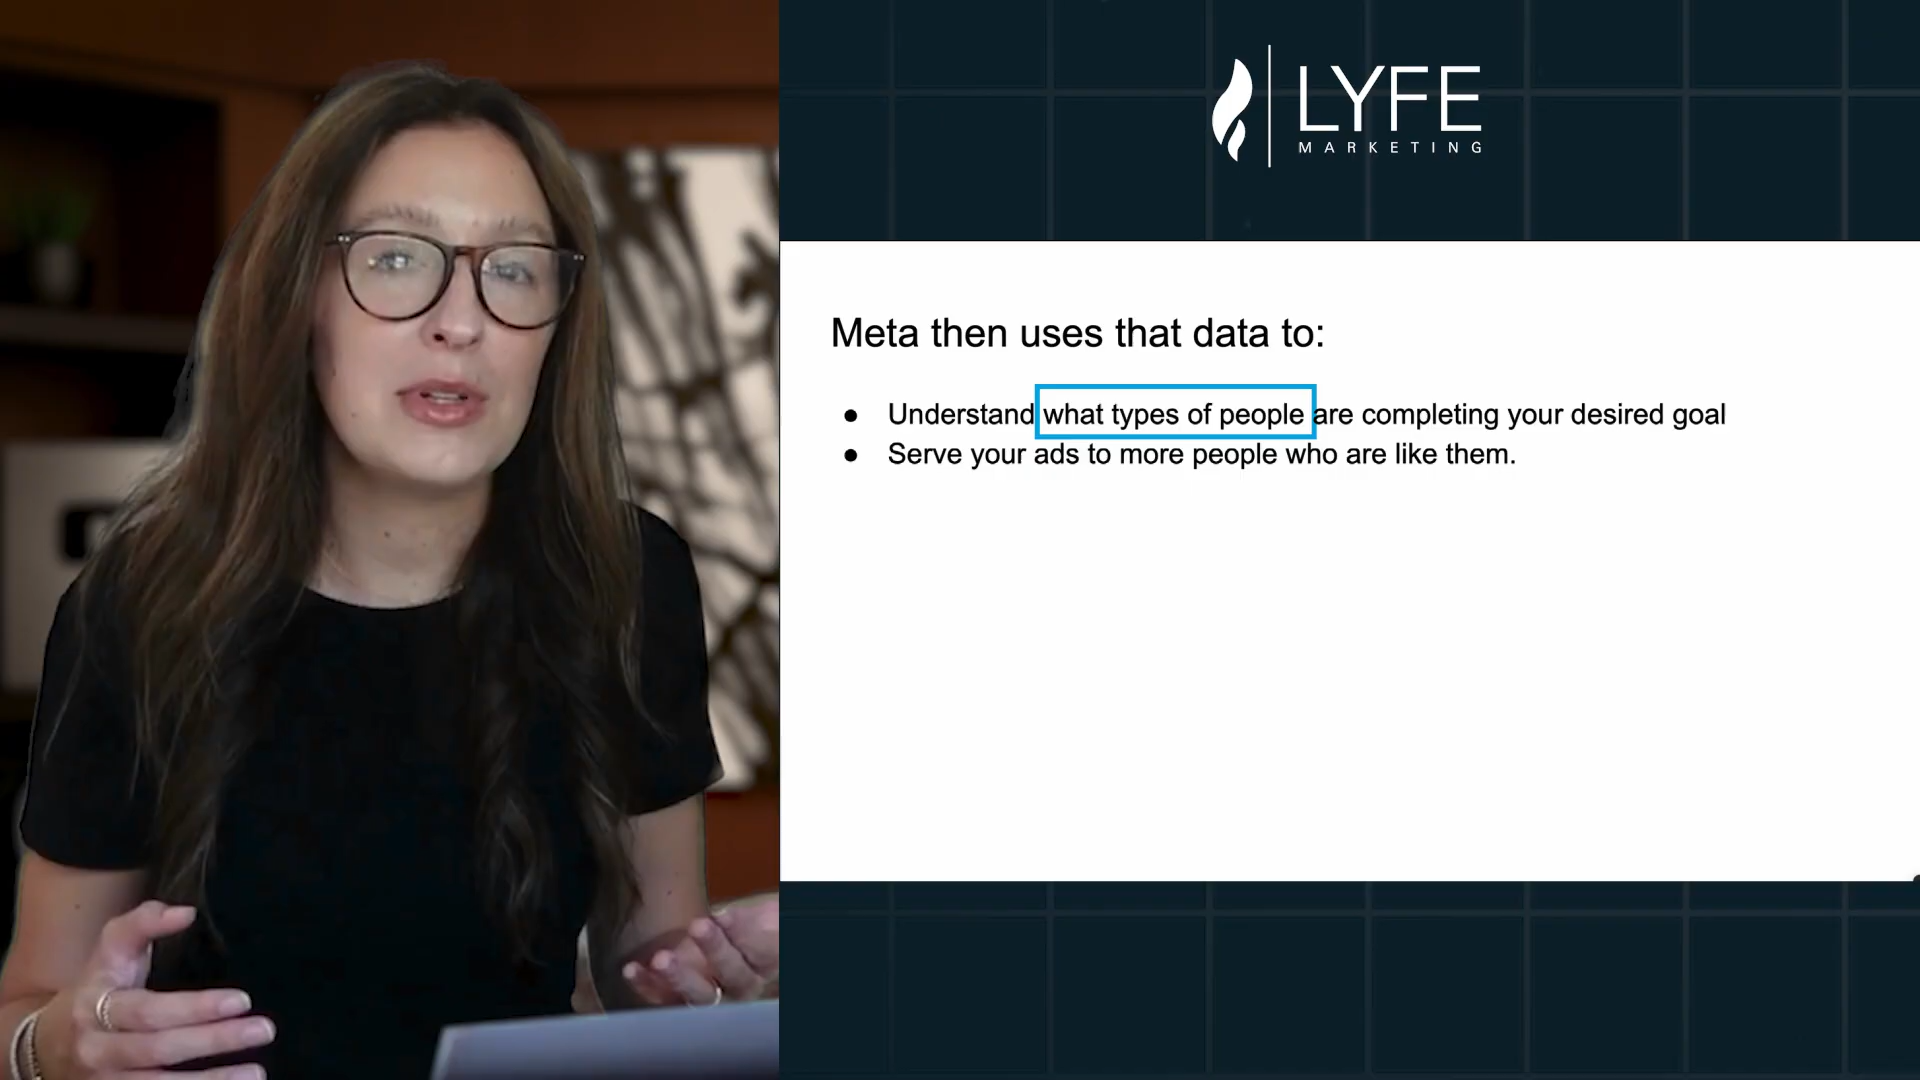 LYFE
MARKETING
Meta then uses that data to:
● Understand what types of people are completing your desired goal
● Serve your ads to more people who are like them.